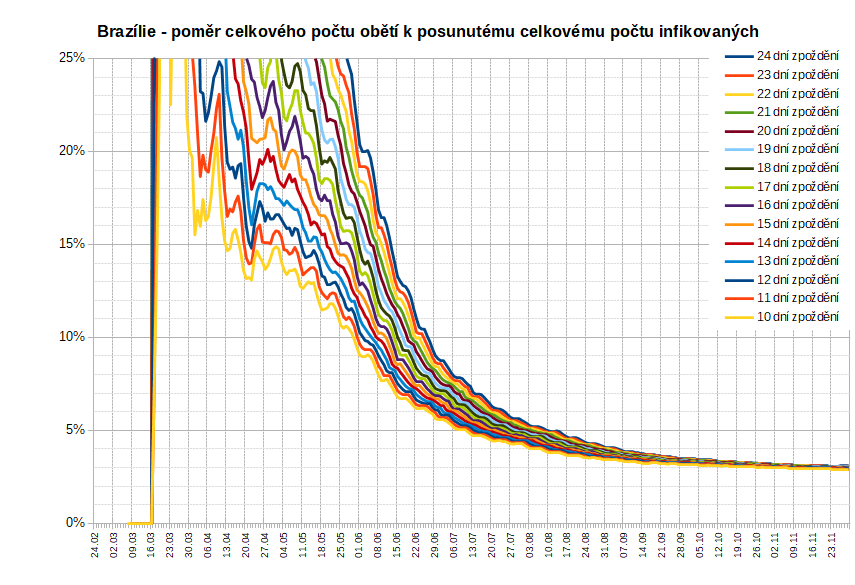 Brazílie - poměr celkového počtu obětí k posunutému celkovému počtu infikovaných
25%
20%
15%
10%
5%
0%
24 dní zpoždění
23 dní zpoždění
22 dní zpoždění
21 dní zpoždění
20 dní zpoždění
19 dní zpoždění
18 dní zpoždění
17 dní zpoždění
16 dní zpoždění
15 dní zpoždění
14 dní zpoždění
13 dní zpoždění
12 dní zpoždění
11 dní zpoždění
10 dní zpoždění
24.02
02.03
09.03
16.03
23.03
30.03
06.04
13.04
20.04
27.04
04.05
11.05
18.05
25.05
01.06
08.06
15.06
22.06
29.06
06.07
13.07
20.07
27.07
03.08
10.08
17.08
24.08
31.08
07.09
14.09
21.09
28.09
05.10
12.10
19.10
26.10
02.11
09.11
16.11
23.11